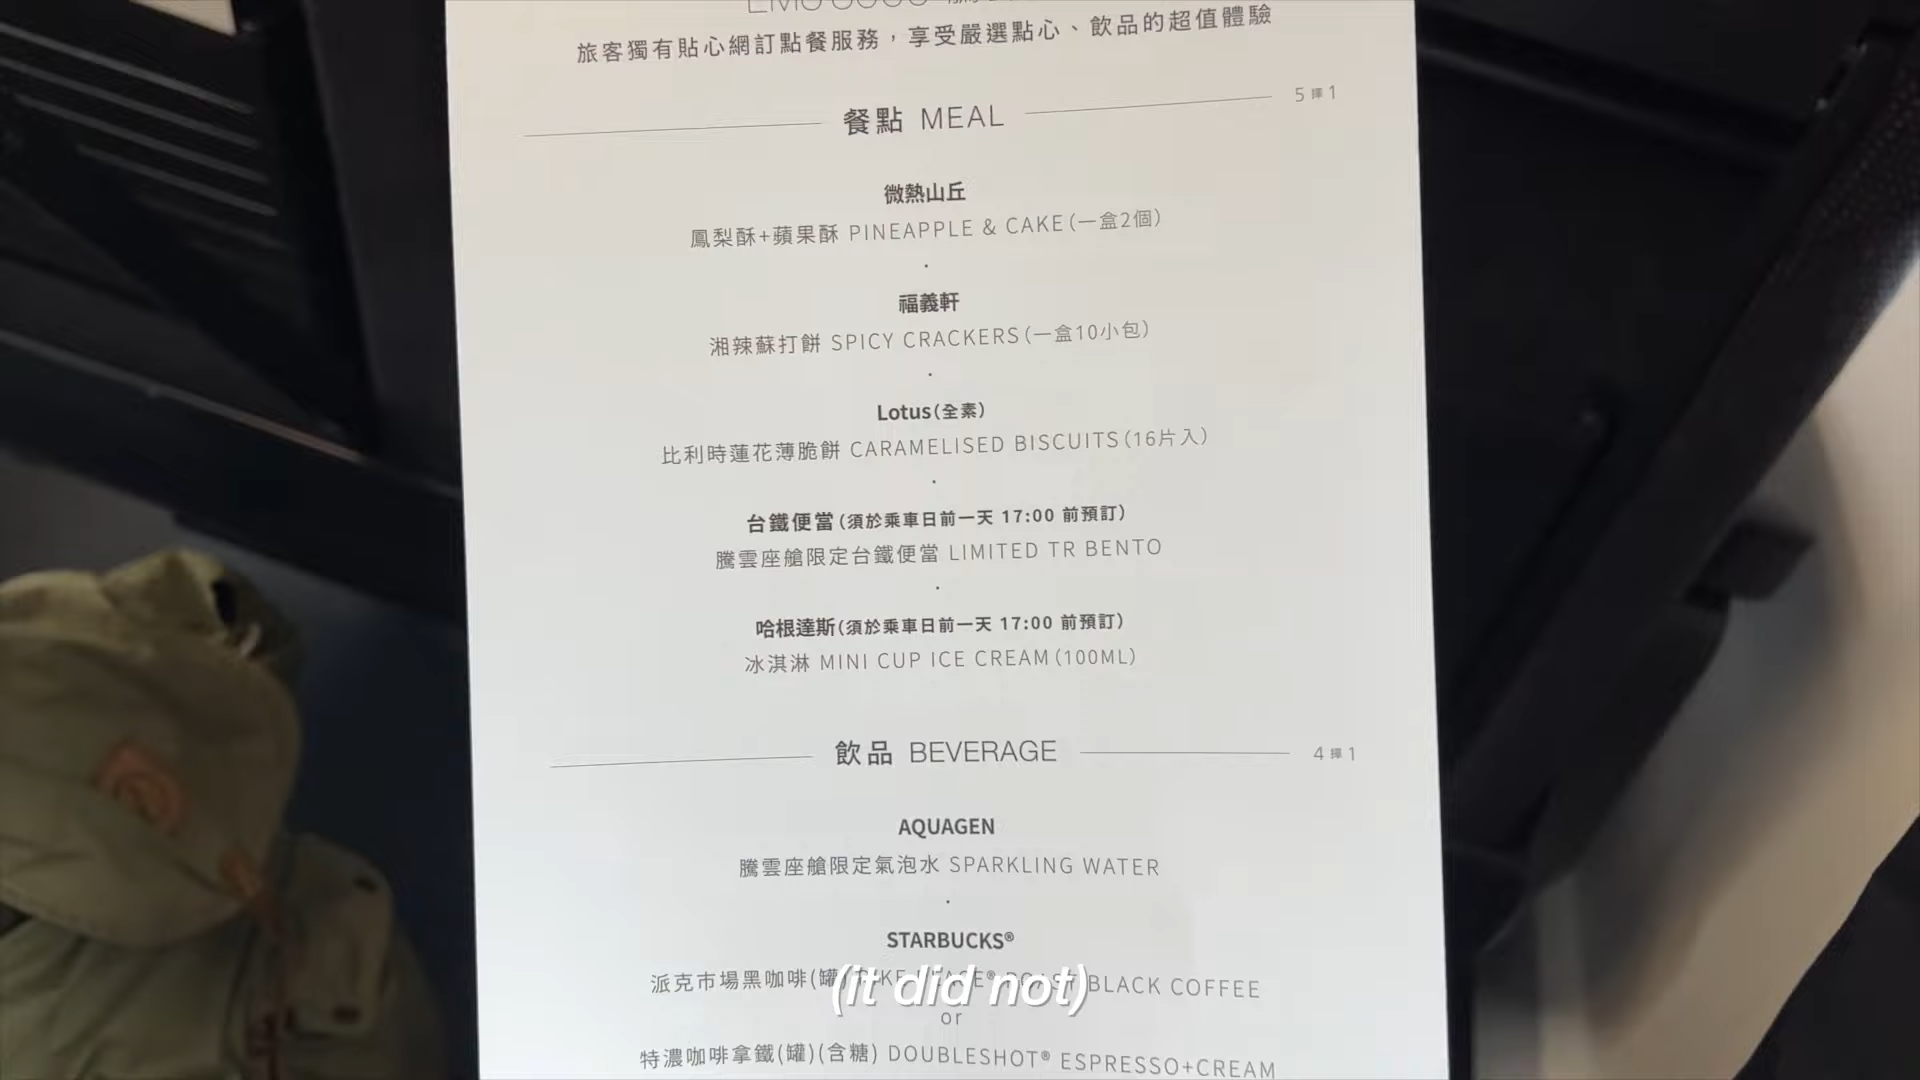 旅客獨有貼心網訂點餐服務，享受嚴選點心、飲品的超值體驗
餐點 MEAL
5擇1
微熱山丘
鳳梨酥+蘋果酥 PINEAPPLE & CAKE(一盒2個)
福義軒
湘辣蘇打餅 SPICY CRACKERS(一盒10小包)
Lotus(全素)
比利時蓮花薄脆餅 CARAMELISED BISCUITS(16片入)
台鐵便當(須於乘車日前一天 17:00 前預訂)
騰雲座艙限定台鐵便當 LIMITED TR BENTO
哈根達斯(須於乘車日前一天 17:00 前預訂)
冰淇淋 MINI CUP ICE CREAM(100ML)
飲品 BEVERAGE
4擇1
AQUAGEN
騰雲座艙限定氣泡水 SPARKLING WATER
STARBUCKS®
派克市場黑咖啡(罐) BLACK COFFEE
(it did not)
or
特濃咖啡拿鐵(罐)(含糖) DOUBLESHOT® ESPRESSO+CREAM